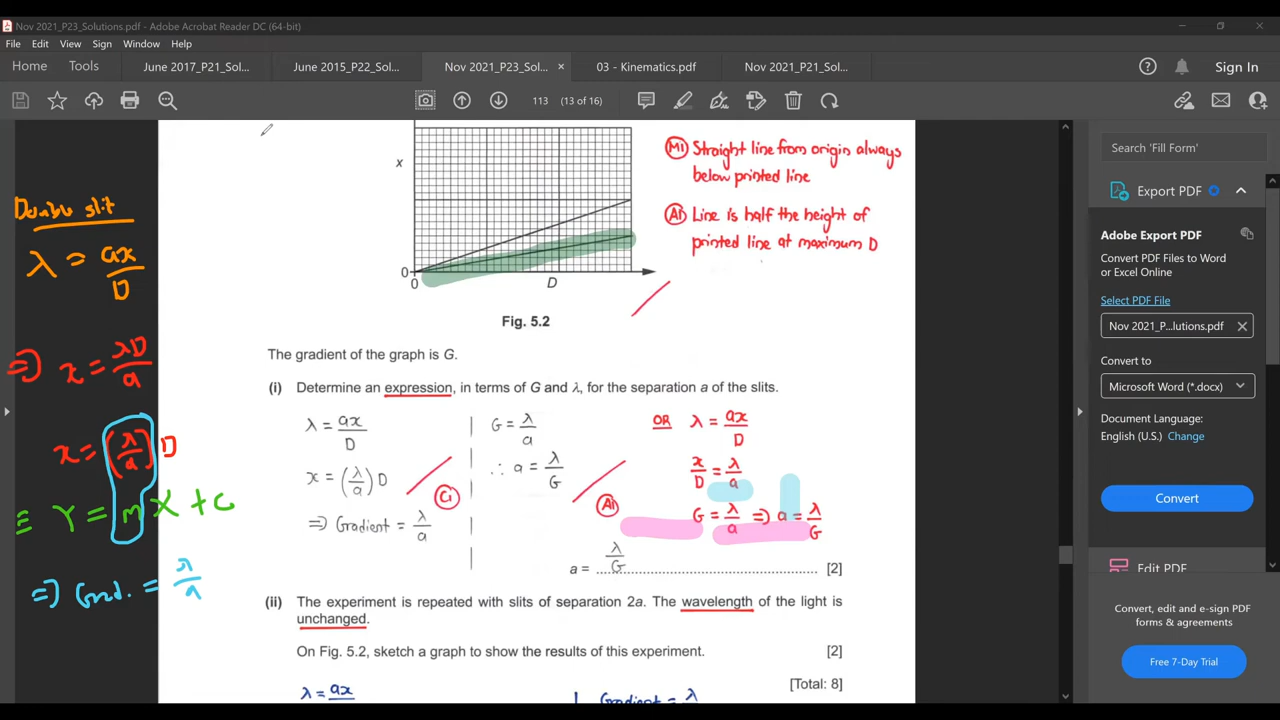 Nov 2021_P23_Solutions.pdf - Adobe Acrobat Reader DC (64-bit)
File Edit View Sign Window Help
Home Tools June 2017_P21_Sol... June 2015_P22_Sol... Nov 2021_P23_Sol... × 03 - Kinematics.pdf Nov 2021_P21_Sol... Sign In
113 (13 of 16)
Double slit
λ = ax/D
⇒ x = λD/a
x = (λ/a) D
≡ Y = m X + C
⇒ Grad. = λ/a
x
0
0
D
M1 Straight line from origin always
below printed line
A1 Line is half the height of
printed line at maximum D
Fig. 5.2
The gradient of the graph is G.
(i) Determine an expression, in terms of G and λ, for the separation a of the slits.
λ = ax/D
x = (λ/a) D
⇒ Gradient = λ/a
C1
G = λ/a
∴ a = λ/G
A1
OR λ = ax/D
x/D = λ/a
G = λ/a ⇒ a = λ/G
a = λ/G [2]
(ii) The experiment is repeated with slits of separation 2a. The wavelength of the light is
unchanged.
On Fig. 5.2, sketch a graph to show the results of this experiment. [2]
[Total: 8]
λ = ax
Gradient = λ
Search 'Fill Form'
Export PDF
Adobe Export PDF
Convert PDF Files to Word
or Excel Online
Select PDF File
Nov 2021_P...lutions.pdf
Convert to
Microsoft Word (*.docx)
Document Language:
English (U.S.) Change
Convert
Edit PDF
Convert, edit and e-sign PDF
forms & agreements
Free 7-Day Trial